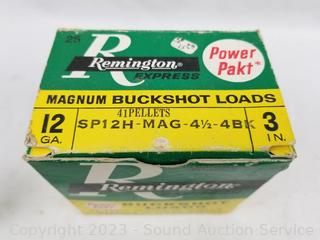 25
R
Remington®
EXPRESS
Power
Pakt*
MAGNUM BUCKSHOT LOADS
12
GA.
41PELLETS
SP12H-MAG-4½-4BK
3
IN.
Remington®
BUCKSHOT
LOADS
Copyright 2023 - Sound Auction Service